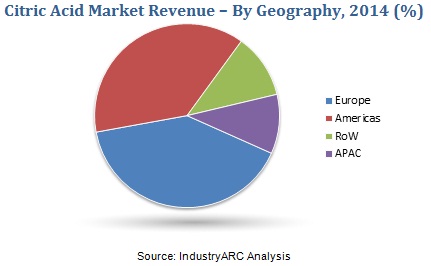 Citric Acid Market Revenue – By Geography, 2014 (%)
Europe
Americas
RoW
APAC
Source: IndustryARC Analysis